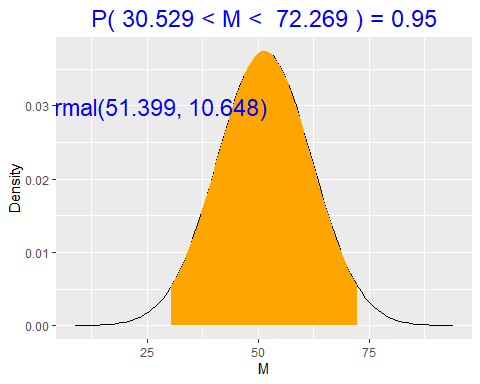 P( 30.529 < M <  72.269 ) = 0.95
rmal(51.399, 10.648)
0.03
0.02
0.01
0.00
Density
25 50 75
M